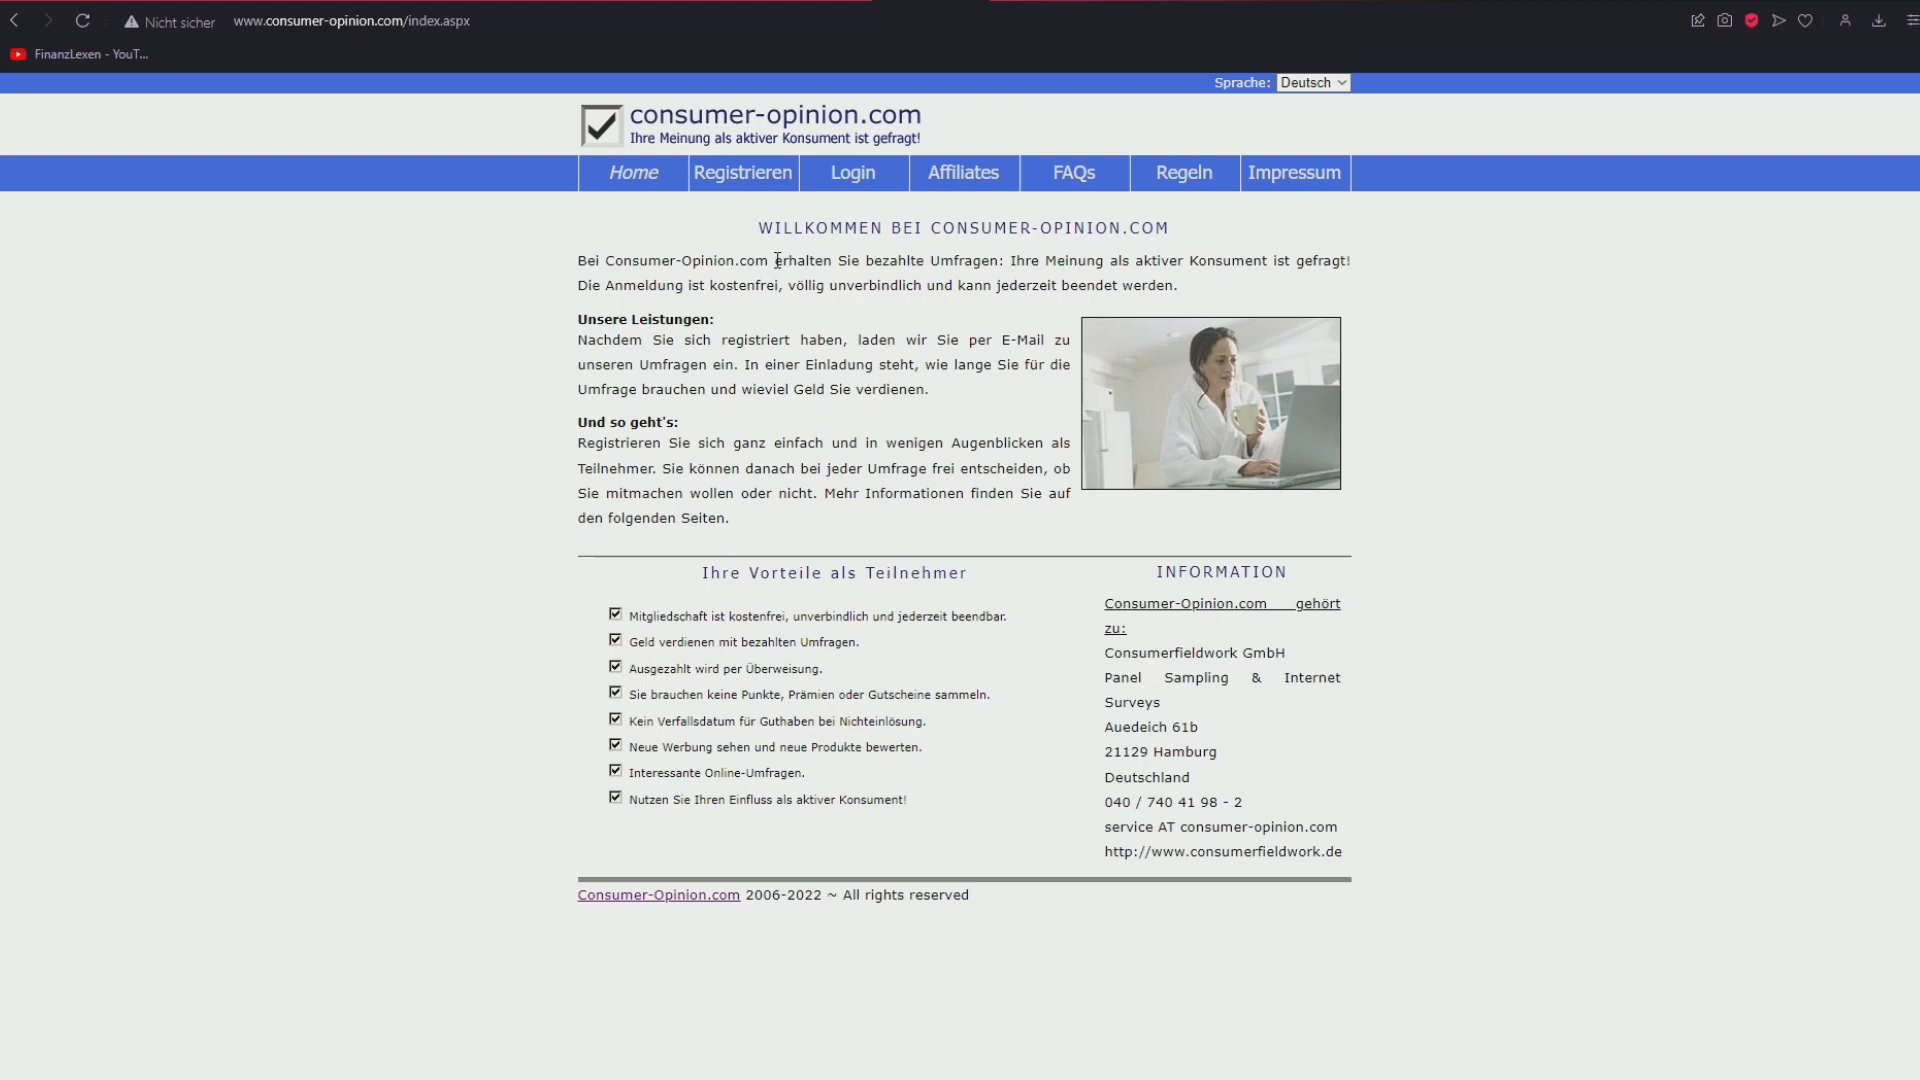 Nicht sicher www.consumer-opinion.com/index.aspx
FinanzLexen - YouT...
Sprache: Deutsch
consumer-opinion.com
Ihre Meinung als aktiver Konsument ist gefragt!
Home Registrieren Login Affiliates FAQs Regeln Impressum
WILLKOMMEN BEI CONSUMER-OPINION.COM
Bei Consumer-Opinion.com erhalten Sie bezahlte Umfragen: Ihre Meinung als aktiver Konsument ist gefragt!
Die Anmeldung ist kostenfrei, völlig unverbindlich und kann jederzeit beendet werden.
Unsere Leistungen:
Nachdem Sie sich registriert haben, laden wir Sie per E-Mail zu
unseren Umfragen ein. In einer Einladung steht, wie lange Sie für die
Umfrage brauchen und wieviel Geld Sie verdienen.
Und so geht's:
Registrieren Sie sich ganz einfach und in wenigen Augenblicken als
Teilnehmer. Sie können danach bei jeder Umfrage frei entscheiden, ob
Sie mitmachen wollen oder nicht. Mehr Informationen finden Sie auf
den folgenden Seiten.
Ihre Vorteile als Teilnehmer
Mitgliedschaft ist kostenfrei, unverbindlich und jederzeit beendbar.
Geld verdienen mit bezahlten Umfragen.
Ausgezahlt wird per Überweisung.
Sie brauchen keine Punkte, Prämien oder Gutscheine sammeln.
Kein Verfallsdatum für Guthaben bei Nichteinlösung.
Neue Werbung sehen und neue Produkte bewerten.
Interessante Online-Umfragen.
Nutzen Sie Ihren Einfluss als aktiver Konsument!
INFORMATION
Consumer-Opinion.com gehört
zu:
Consumerfieldwork GmbH
Panel Sampling & Internet
Surveys
Auedeich 61b
21129 Hamburg
Deutschland
040 / 740 41 98 - 2
service AT consumer-opinion.com
http://www.consumerfieldwork.de
Consumer-Opinion.com 2006-2022 ~ All rights reserved